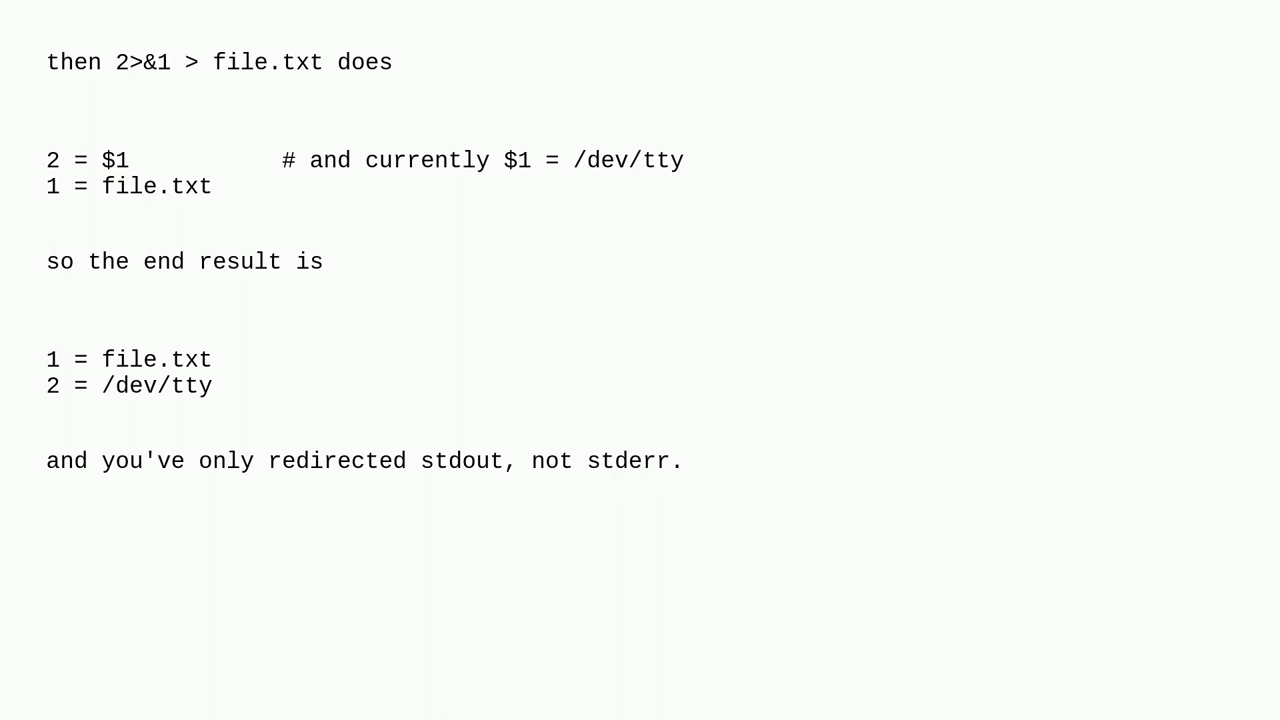 then 2>&1 > file.txt does
2 = $1           # and currently $1 = /dev/tty
1 = file.txt
so the end result is
1 = file.txt
2 = /dev/tty
and you've only redirected stdout, not stderr.